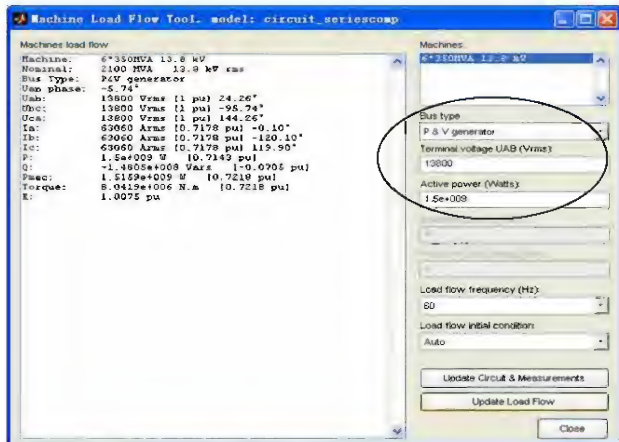 Machine Load Flow Tool. model: circuit_seriescomp
Machines load flow
Machine: 6*350MVA 13.8 kV
Nominal: 2100 MVA 13.8 kV rms
Bus Type: P&V generator
Uan phase: -5.74°
Uab: 13800 Vrms [1 pu] 24.26°
Ubc: 13800 Vrms [1 pu] -95.74°
Uca: 13800 Vrms [1 pu] 144.26°
Ia: 63060 Arms [0.7178 pu] -0.10°
Ib: 63060 Arms [0.7178 pu] -120.10°
Ic: 63060 Arms [0.7178 pu] 119.90°
P: 1.5e+009 W [0.7143 pu]
Q: -1.4805e+008 Vars [-0.0705 pu]
Pmec: 1.5159e+009 W [0.7218 pu]
Torque: 8.0419e+006 N.m [0.7218 pu]
E: 1.0075 pu
Machines:
6*350MVA 13.8 kV
Bus type
P & V generator
Terminal voltage UAB (Vrms):
13800
Active power (Watts)
1.5e+009
Load flow frequency (Hz):
60
Load flow initial condition:
Auto
Update Circuit & Measurements
Update Load Flow
Close